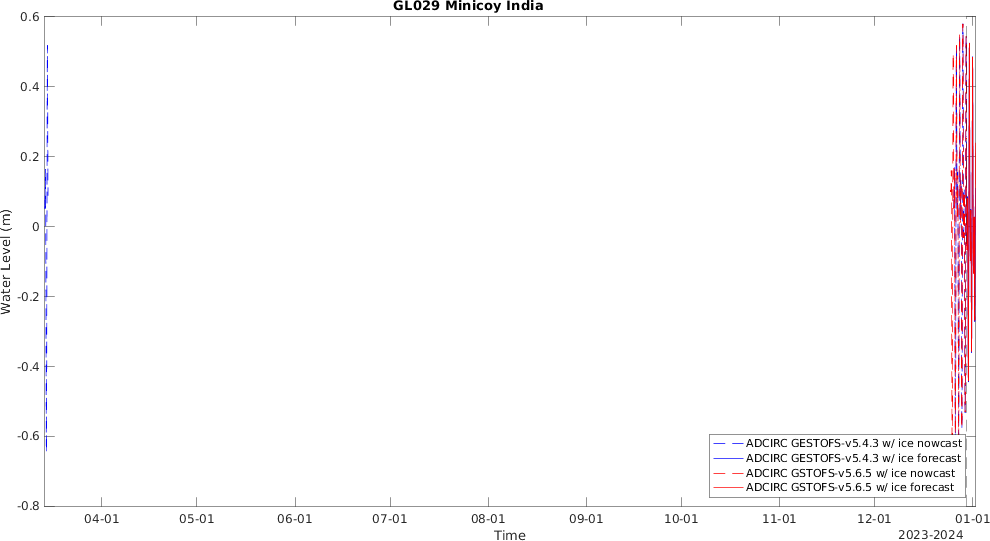 GL029 Minicoy India
0.6
0.4
0.2
0
-0.2
-0.4
-0.6
-0.8
Water Level (m)
ADCIRC GESTOFS-v5.4.3 w/ ice nowcast
ADCIRC GESTOFS-v5.4.3 w/ ice forecast
ADCIRC GSTOFS-v5.6.5 w/ ice nowcast
ADCIRC GSTOFS-v5.6.5 w/ ice forecast
04-01 05-01 06-01 07-01 08-01 09-01 10-01 11-01 12-01 01-01
Time
2023-2024